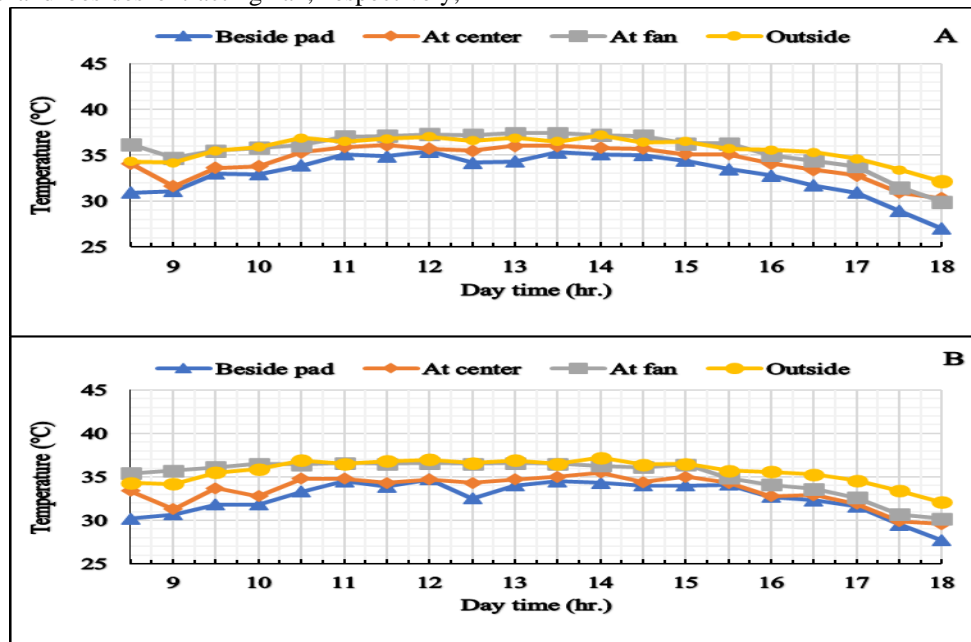 Beside pad At center At fan Outside A
45
40
35
30
25
Temperature (°C)
9 10 11 12 13 14 15 16 17 18
Day time (hr.)
Beside pad At center At fan Outside B
45
40
35
30
25
Temperature (°C)
9 10 11 12 13 14 15 16 17 18
Day time (hr.)